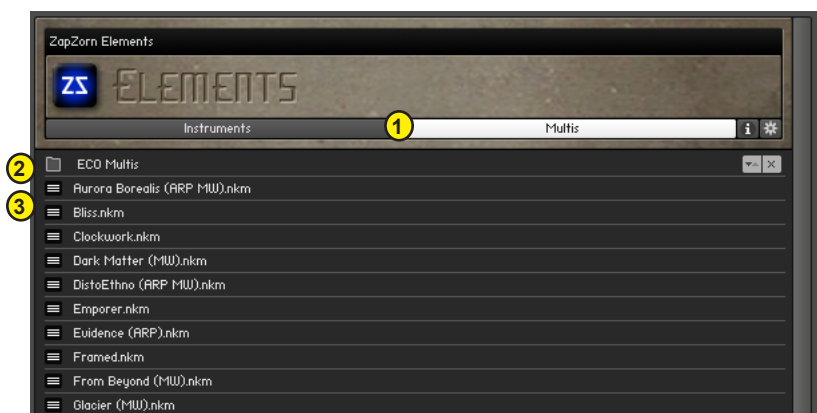 ZapZorn Elements
ZS ELEMENTS
Instruments 1 Multis i
2 ECO Multis
Aurora Borealis (ARP MW).nkm
3 Bliss.nkm
Clockwork.nkm
Dark Matter (MW).nkm
DistoEthno (ARP MW).nkm
Emporer.nkm
Evidence (ARP).nkm
Framed.nkm
From Beyond (MW).nkm
Glacier (MW).nkm